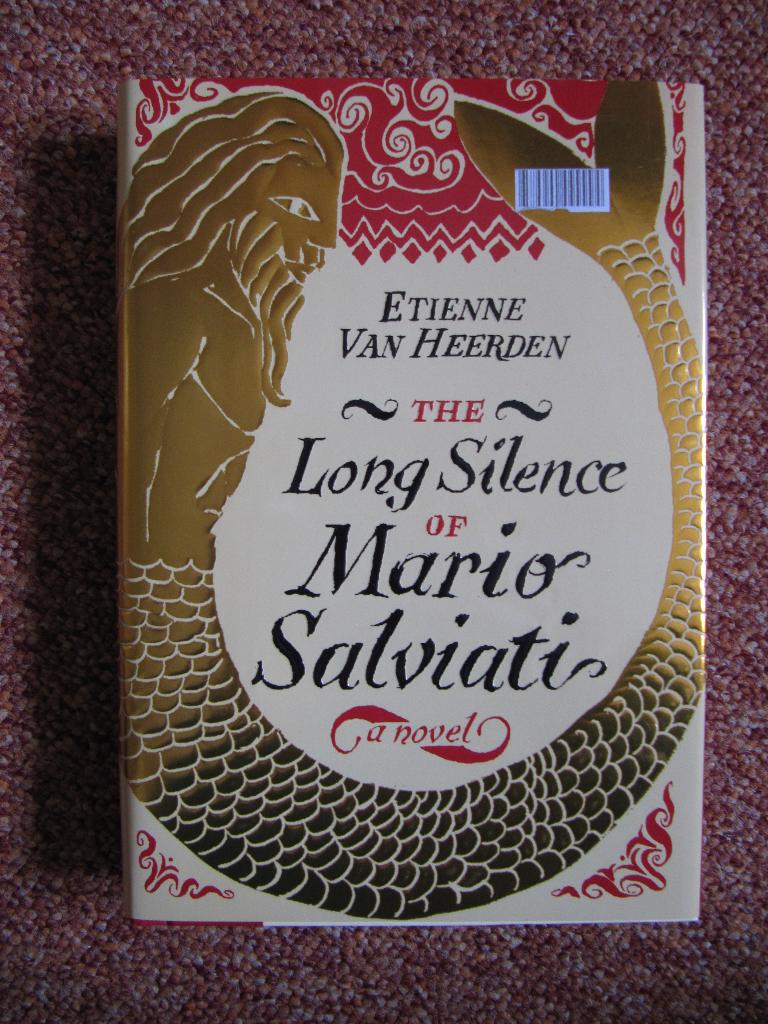 ETIENNE
VAN HEERDEN
THE
Long Silence
OF
Mario
Salviati
a novel